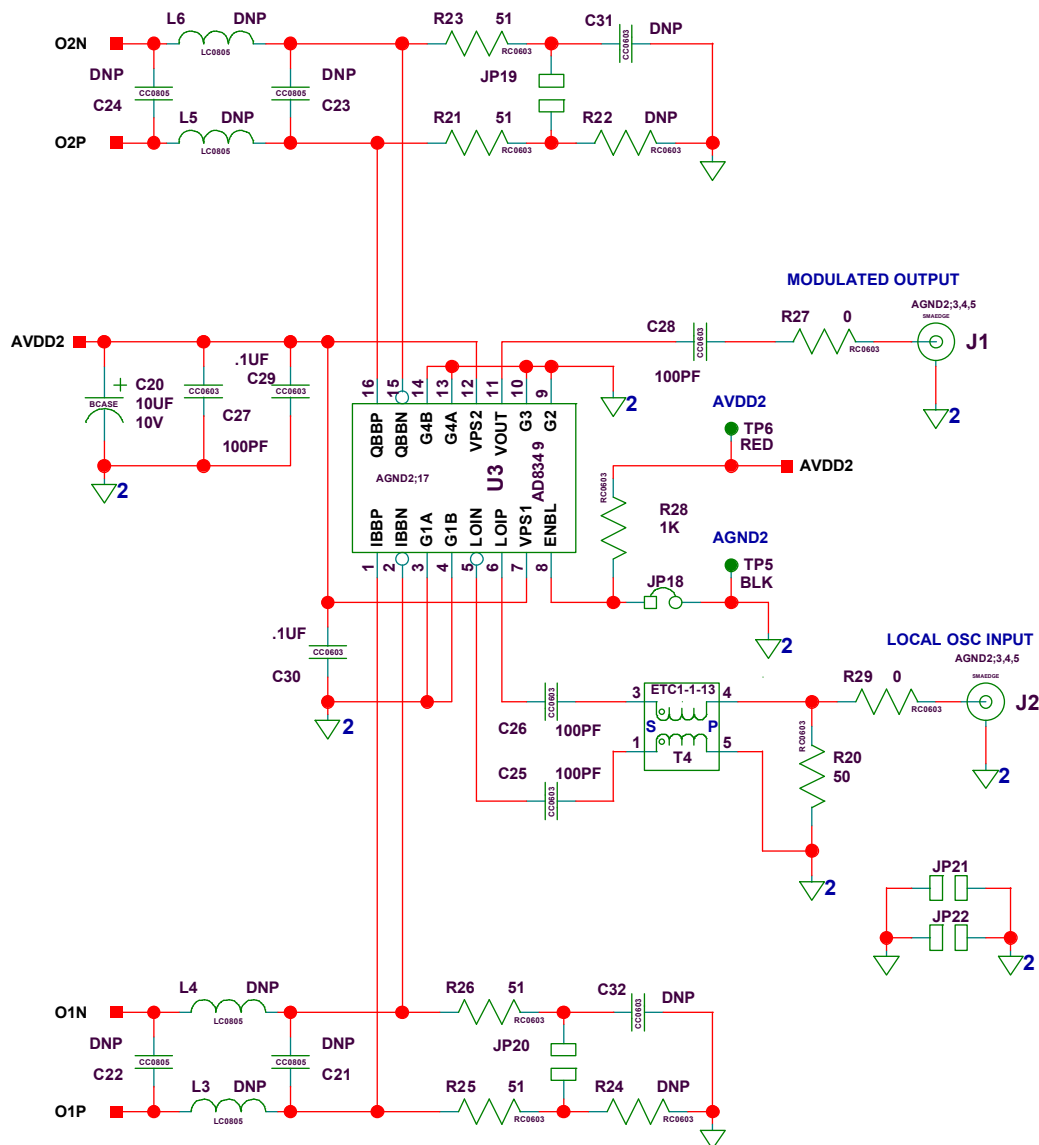 L6 DNP
LC0805
R23 51
RC0603
C31
CC0603
DNP
O2N
DNP
CC0805
C24
DNP
CC0805
C23
JP19
L5 DNP
LC0805
R21 51
RC0603
R22 DNP
RC0603
O2P
MODULATED OUTPUT
AGND2;3,4,5
SMAEDGE
R27 0
RC0603
J1
2
C28
CC0603
100PF
AVDD2
C20
10UF
10V
BCASE
+
CC0603
C27
100PF
.1UF
C29
CC0603
2
16 15 14 13 12 11 10 9
QBBP QBBN G4B G4A VPS2 VOUT G3 G2
AGND2;17
U3
AD8349
IBBP IBBN G1A G1B LOIN LOIP VPS1 ENBL
1 2 3 4 5 6 7 8
2
AVDD2
TP6
RED
AVDD2
RC0603
R28
1K
AGND2
TP5
BLK
JP18
2
.1UF
CC0603
C30
2
LOCAL OSC INPUT
AGND2;3,4,5
SMAEDGE
R29 0
RC0603
J2
2
C26
CC0603
100PF
C25
CC0603
100PF
3 ETC1-1-13 4
S P
1 T4 5
RC0603
R20
50
2
JP21
JP22
2
L4 DNP
LC0805
R26 51
RC0603
C32
CC0603
DNP
O1N
DNP
CC0805
C22
DNP
CC0805
C21
JP20
L3 DNP
LC0805
R25 51
RC0603
R24 DNP
RC0603
O1P